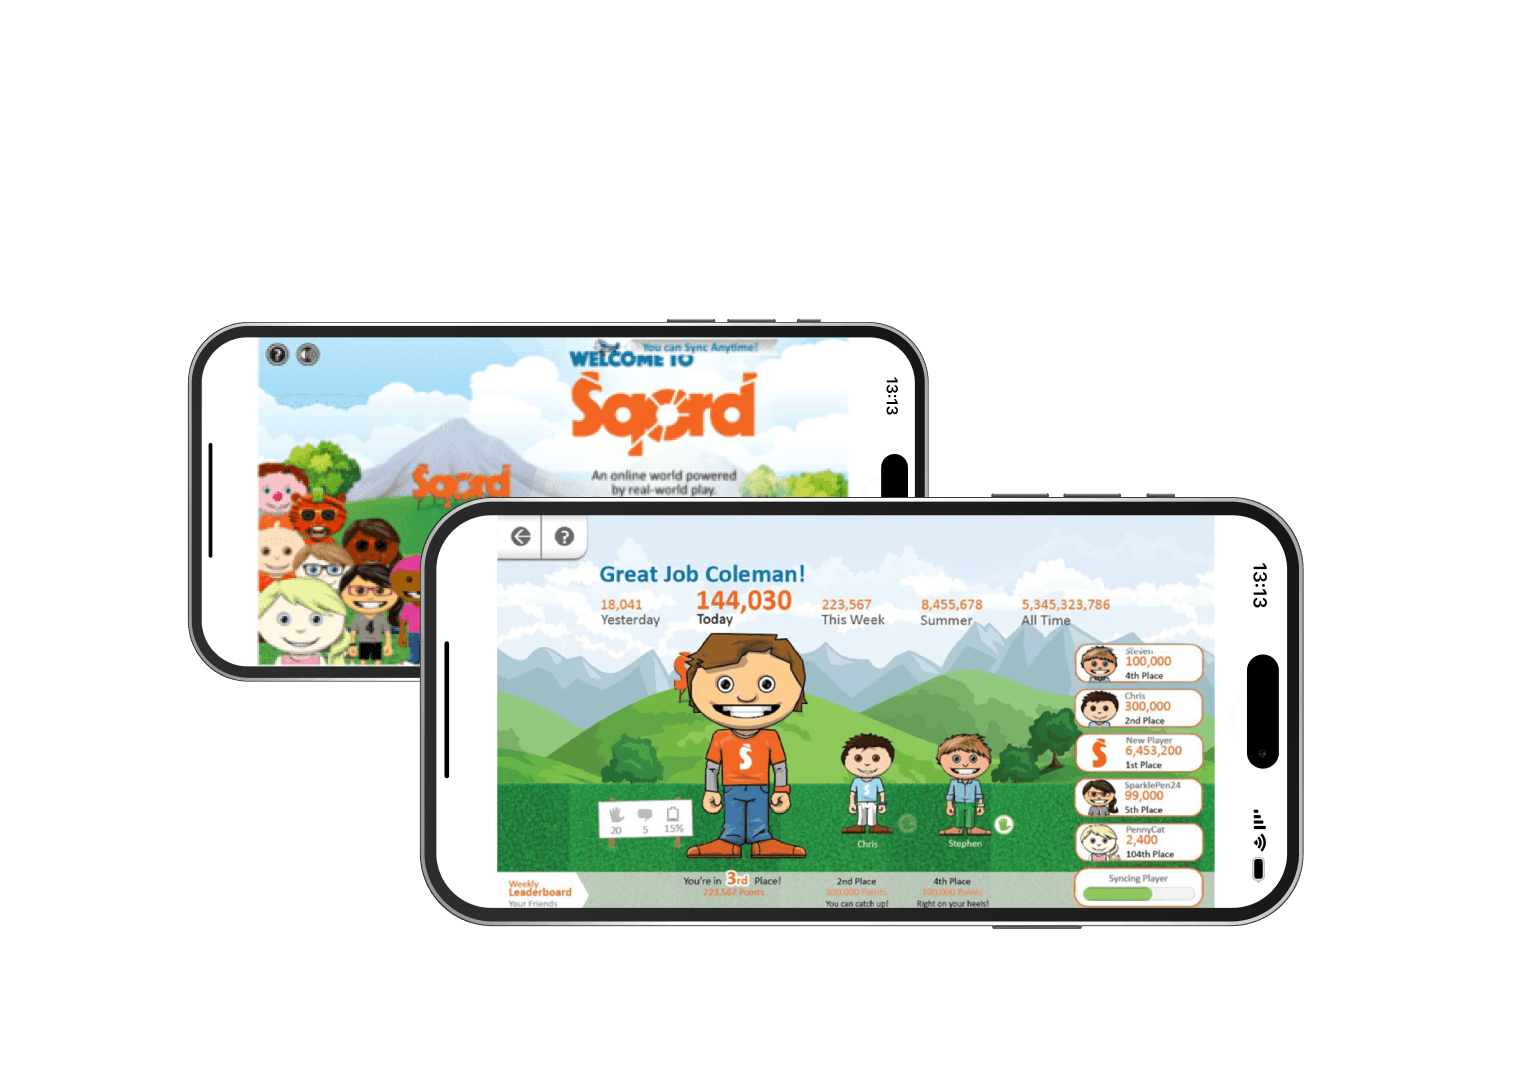 You can Sync Anytime!
WELCOME TO
Sqord
An online world powered
by real-world play.
Sqord
13:13
4
Great Job Coleman!
18,041
Yesterday
144,030
Today
223,567
This Week
8,455,678
Summer
5,345,323,786
All Time
13:13
Steven
100,000
4th Place
Chris
300,000
2nd Place
New Player
6,453,200
1st Place
SparklePen24
99,000
5th Place
PennyCat
2,400
104th Place
Syncing Player
20
5
15%
Chris
Stephen
Weekly
Leaderboard
Your Friends
You're in 3rd Place!
223,567 Points
2nd Place
300,000 Points
You can catch up!
4th Place
100,000 Points
Right on your heels!